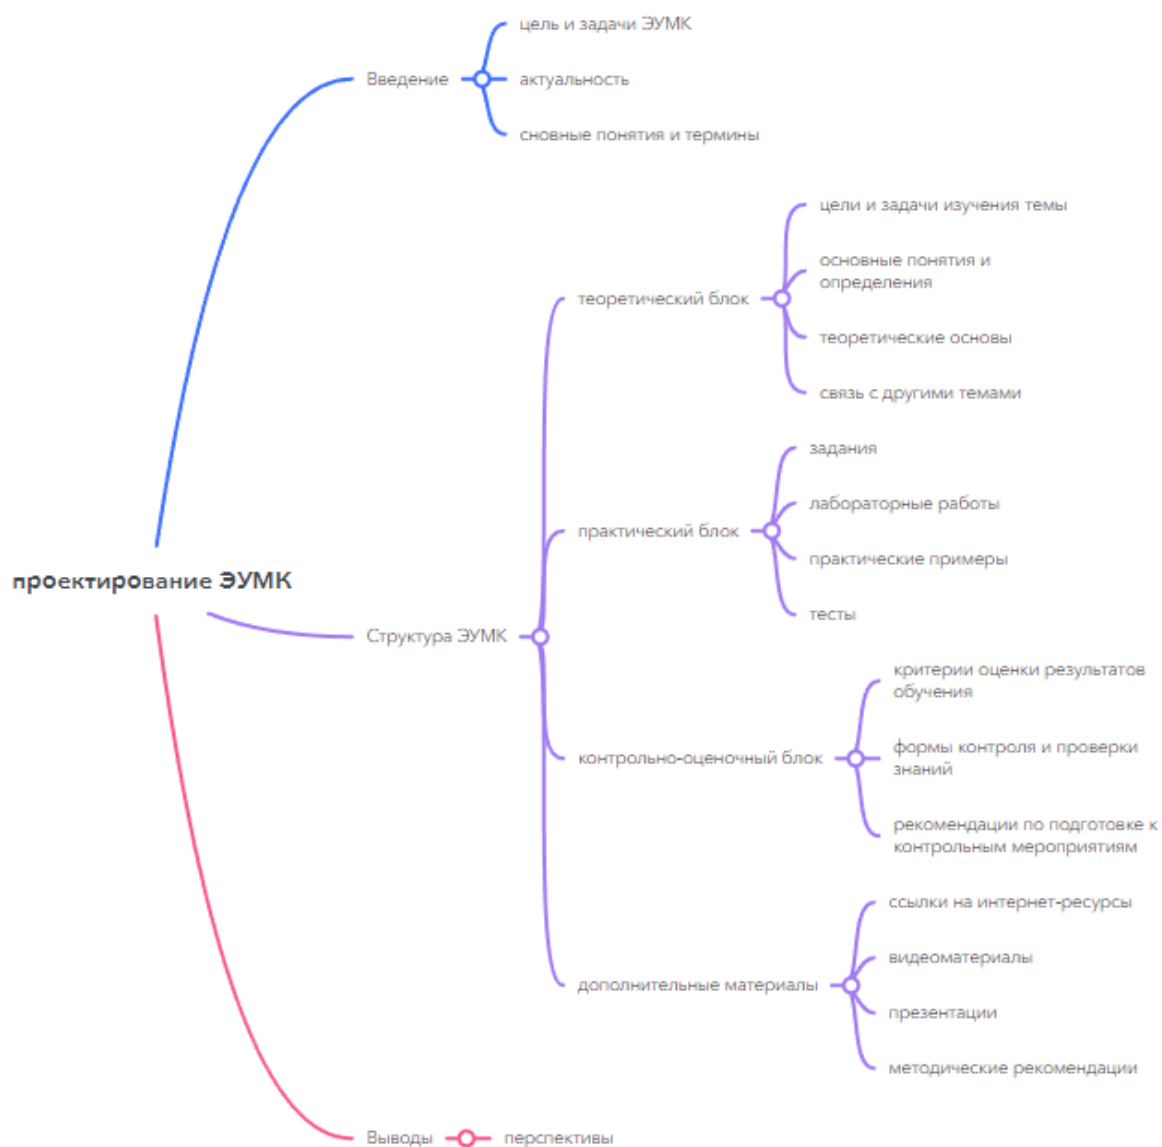 цель и задачи ЭУМК
Введение
актуальность
сновные понятия и термины
цели и задачи изучения темы
основные понятия и
определения
теоретический блок
теоретические основы
связь с другими темами
задания
лабораторные работы
практический блок
практические примеры
тесты
проектирование ЭУМК
Структура ЭУМК
критерии оценки результатов
обучения
контрольно-оценочный блок
формы контроля и проверки
знаний
рекомендации по подготовке к
контрольным мероприятиям
ссылки на интернет-ресурсы
видеоматериалы
дополнительные материалы
презентации
методические рекомендации
Выводы
перспективы